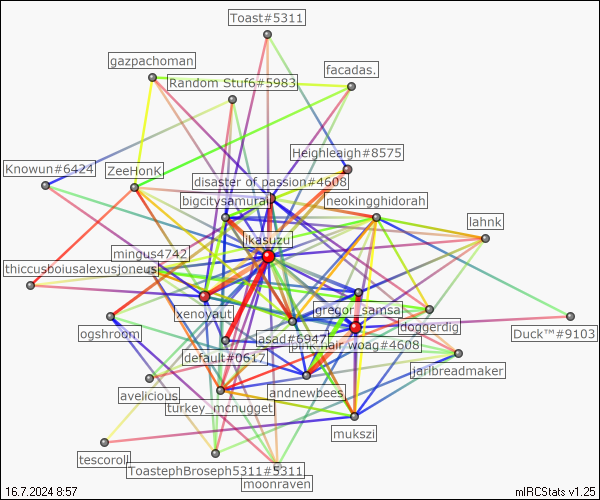 Toast#5311
gazpachoman
facadas.
Random Stuf6#5983
Heighleaigh#8575
Knowun#6424
ZeeHonK
disaster of passion#4608
bigcitysamurai
neokingghidorah
lahnk
ikasuzu
mingus4742
thiccusboiusalexusjoneus
xenoyaut
gregor_samsal
ogshroom
asad#6947
pink hair woag#4608
doggerdig
Duck™#9103
default#0617
jarlbreadmaker
avelicious
turkey_mcnugget
andnewbees
mukszi
tescoroll
ToastephBroseph5311#5311
moonraven
16.7.2024 8:57
mIRCStats v1.25